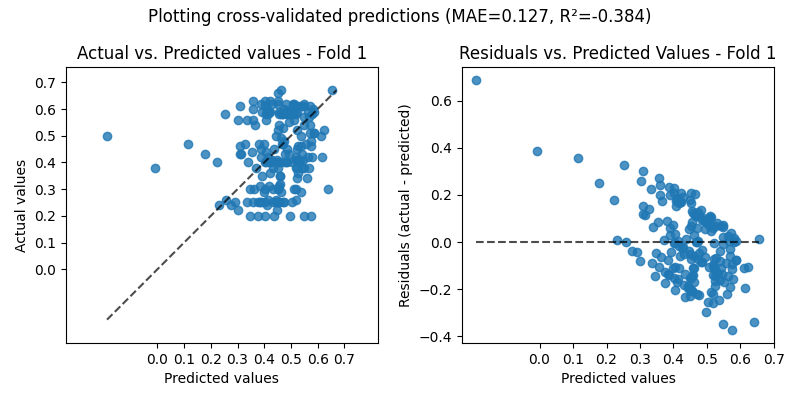 Plotting cross-validated predictions (MAE=0.127, R²=-0.384)
Actual vs. Predicted values - Fold 1
Actual values
0.7
0.6
0.5
0.4
0.3
0.2
0.1
0.0
0.0 0.1 0.2 0.3 0.4 0.5 0.6 0.7
Predicted values
Residuals vs. Predicted Values - Fold 1
Residuals (actual - predicted)
0.6
0.4
0.2
0.0
−0.2
−0.4
0.0 0.1 0.2 0.3 0.4 0.5 0.6 0.7
Predicted values